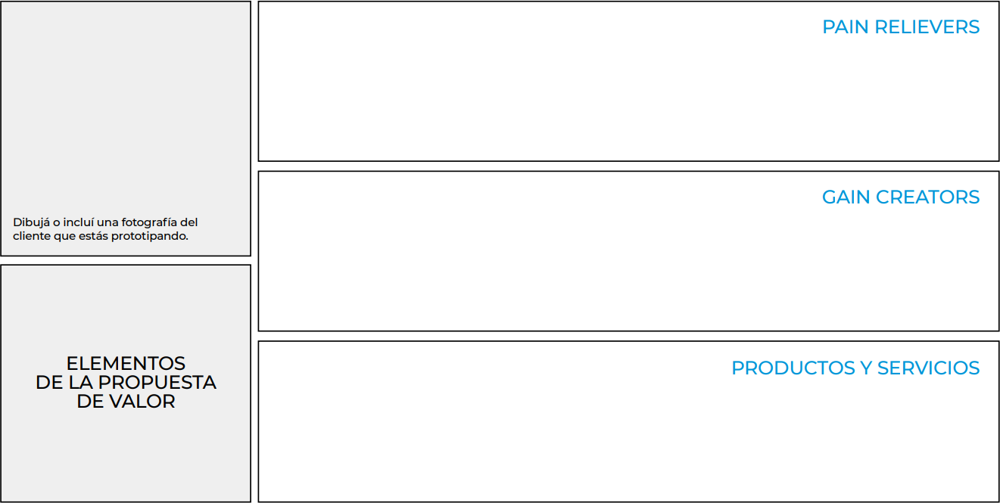 PAIN RELIEVERS
Dibujá o incluí una fotografía del
cliente que estás prototipando.
GAIN CREATORS
ELEMENTOS
DE LA PROPUESTA
DE VALOR
PRODUCTOS Y SERVICIOS